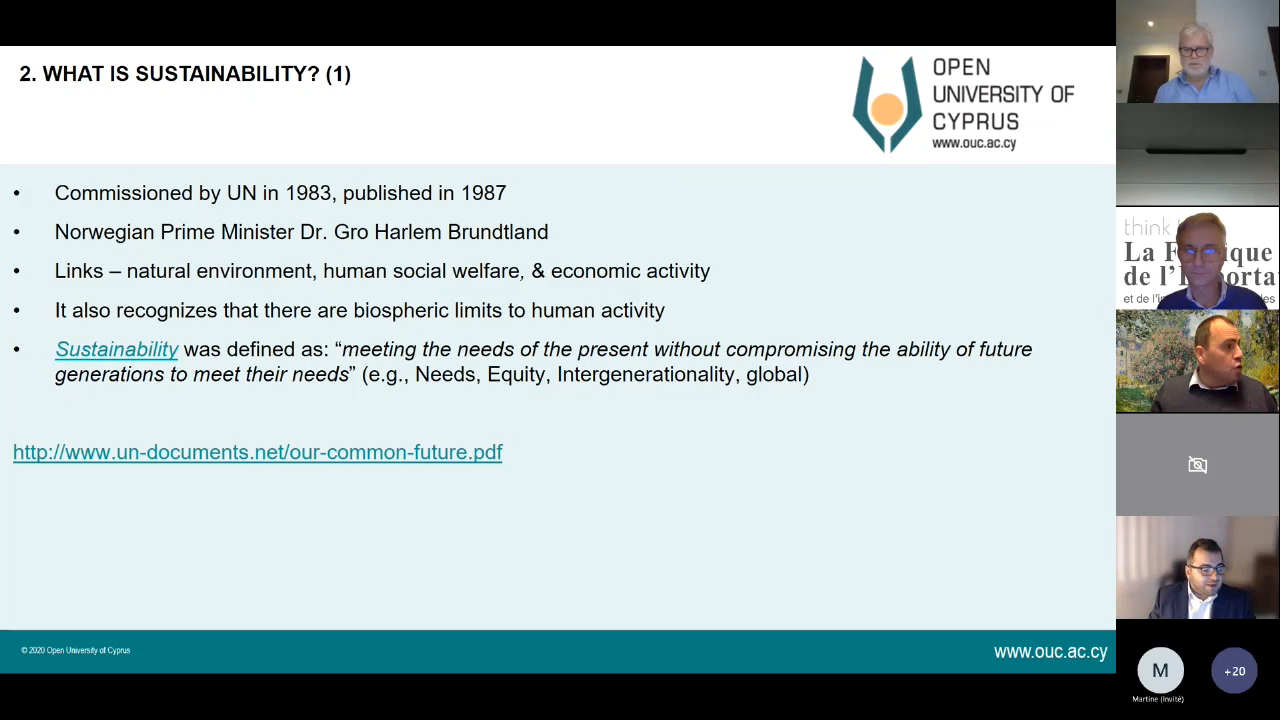 2. WHAT IS SUSTAINABILITY? (1)
OPEN
UNIVERSITY OF
CYPRUS
www.ouc.ac.cy
• Commissioned by UN in 1983, published in 1987
• Norwegian Prime Minister Dr. Gro Harlem Brundtland
• Links – natural environment, human social welfare, & economic activity
• It also recognizes that there are biospheric limits to human activity
• Sustainability was defined as: “meeting the needs of the present without compromising the ability of future
generations to meet their needs” (e.g., Needs, Equity, Intergenerationality, global)
http://www.un-documents.net/our-common-future.pdf
© 2020 Open University of Cyprus
www.ouc.ac.cy
think
La F
de l’
et de l’i
M
+20
Martine (Invité)